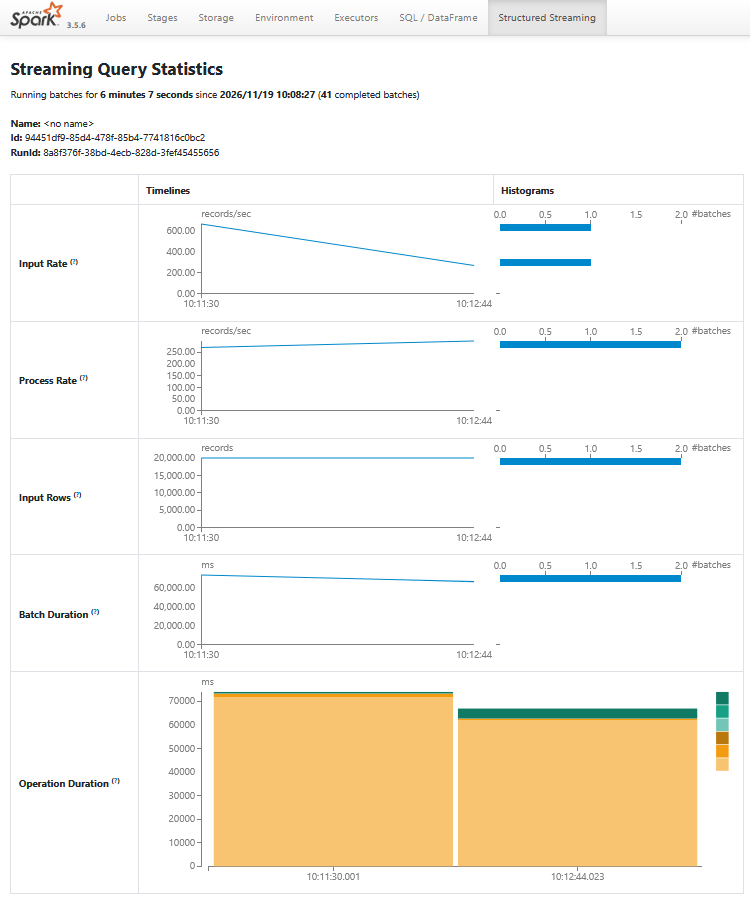 APACHE
Spark 3.5.6 Jobs Stages Storage Environment Executors SQL / DataFrame Structured Streaming
Streaming Query Statistics
Running batches for 6 minutes 7 seconds since 2026/11/19 10:08:27 (41 completed batches)
Name: <no name>
Id: 94451df9-85d4-478f-85b4-7741816c0bc2
RunId: 8a8f376f-38bd-4ecb-828d-3fef45455656
Timelines Histograms
Input Rate (?)
records/sec
600.00
400.00
200.00
0.00
10:11:30 10:12:44
0.0 0.5 1.0 1.5 2.0 #batches
Process Rate (?)
records/sec
250.00
200.00
150.00
100.00
50.00
0.00
10:11:30 10:12:44
0.0 0.5 1.0 1.5 2.0 #batches
Input Rows (?)
records
20,000.00
15,000.00
10,000.00
5,000.00
0.00
10:11:30 10:12:44
0.0 0.5 1.0 1.5 2.0 #batches
Batch Duration (?)
ms
60,000.00
40,000.00
20,000.00
0.00
10:11:30 10:12:44
0.0 0.5 1.0 1.5 2.0 #batches
Operation Duration (?)
ms
70000
60000
50000
40000
30000
20000
10000
0
10:11:30.001 10:12:44.023